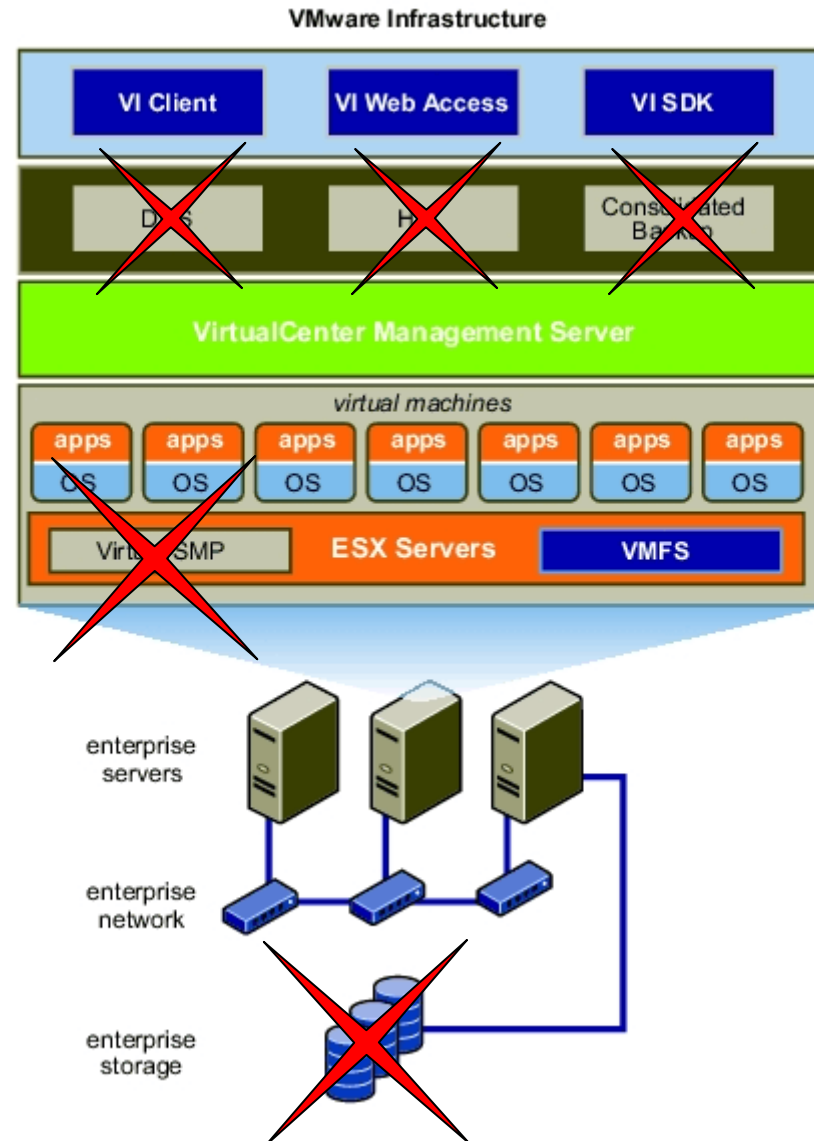 VMware Infrastructure
VI Client
VI Web Access
VI SDK
Consolidated
Backup
VirtualCenter Management Server
virtual machines
apps apps apps apps apps apps apps
OS OS OS OS OS OS OS
Virtual SMP
ESX Servers
VMFS
enterprise
servers
enterprise
network
enterprise
storage